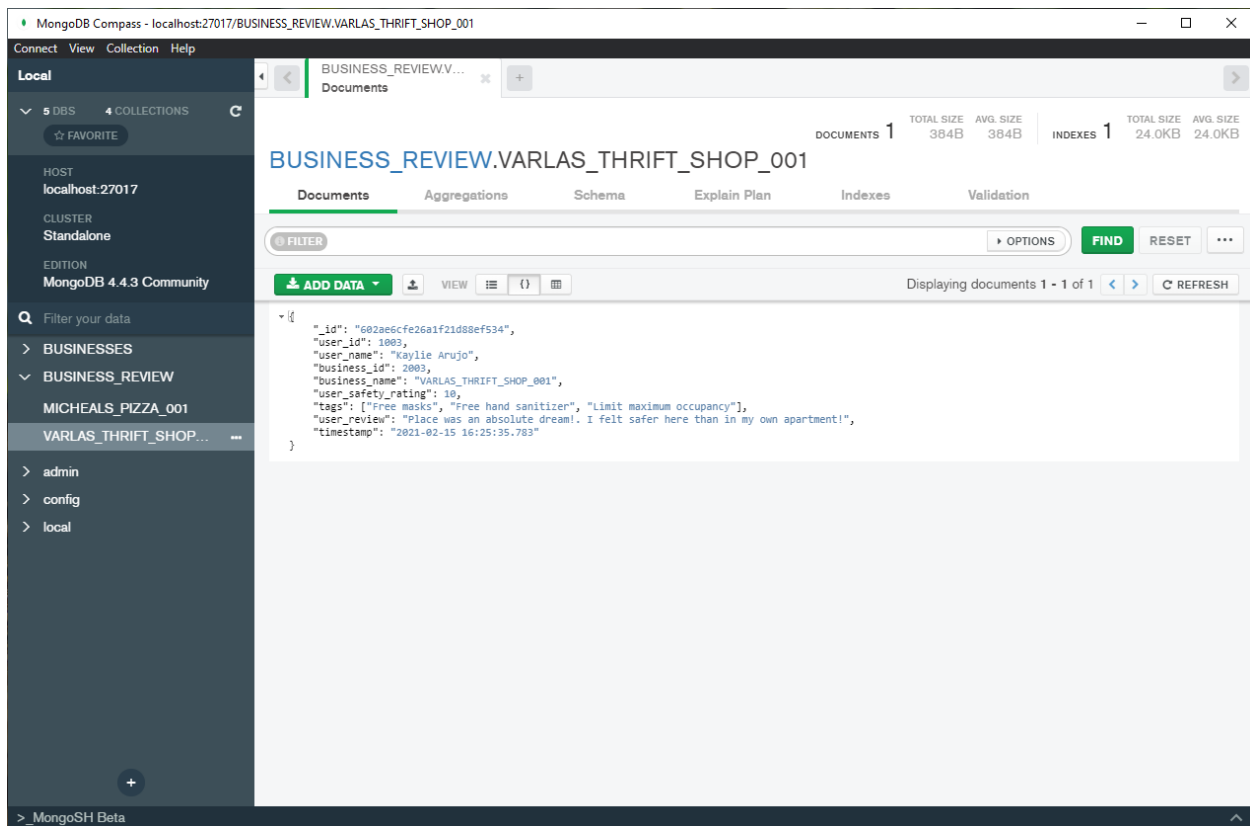 MongoDB Compass - localhost:27017/BUSINESS_REVIEW.VARLAS_THRIFT_SHOP_001
Connect View Collection Help
Local
5 DBS 4 COLLECTIONS
FAVORITE
HOST
localhost:27017
CLUSTER
Standalone
EDITION
MongoDB 4.4.3 Community
Filter your data
BUSINESSES
BUSINESS_REVIEW
MICHEALS_PIZZA_001
VARLAS_THRIFT_SHOP...
admin
config
local
BUSINESS_REVIEW.V...
Documents
DOCUMENTS 1 TOTAL SIZE 384B AVG. SIZE 384B INDEXES 1 TOTAL SIZE 24.0KB AVG. SIZE 24.0KB
BUSINESS_REVIEW.VARLAS_THRIFT_SHOP_001
Documents Aggregations Schema Explain Plan Indexes Validation
FILTER OPTIONS FIND RESET ...
ADD DATA VIEW {} Displaying documents 1 - 1 of 1 < > REFRESH
{
"_id": "602ae6cfe26a1f21d88ef534",
"user_id": 1003,
"user_name": "Kaylie Arujo",
"business_id": 2003,
"business_name": "VARLAS_THRIFT_SHOP_001",
"user_safety_rating": 10,
"tags": ["Free masks", "Free hand sanitizer", "Limit maximum occupancy"],
"user_review": "Place was an absolute dream!. I felt safer here than in my own apartment!",
"timestamp": "2021-02-15 16:25:35.783"
}
>_MongoSH Beta